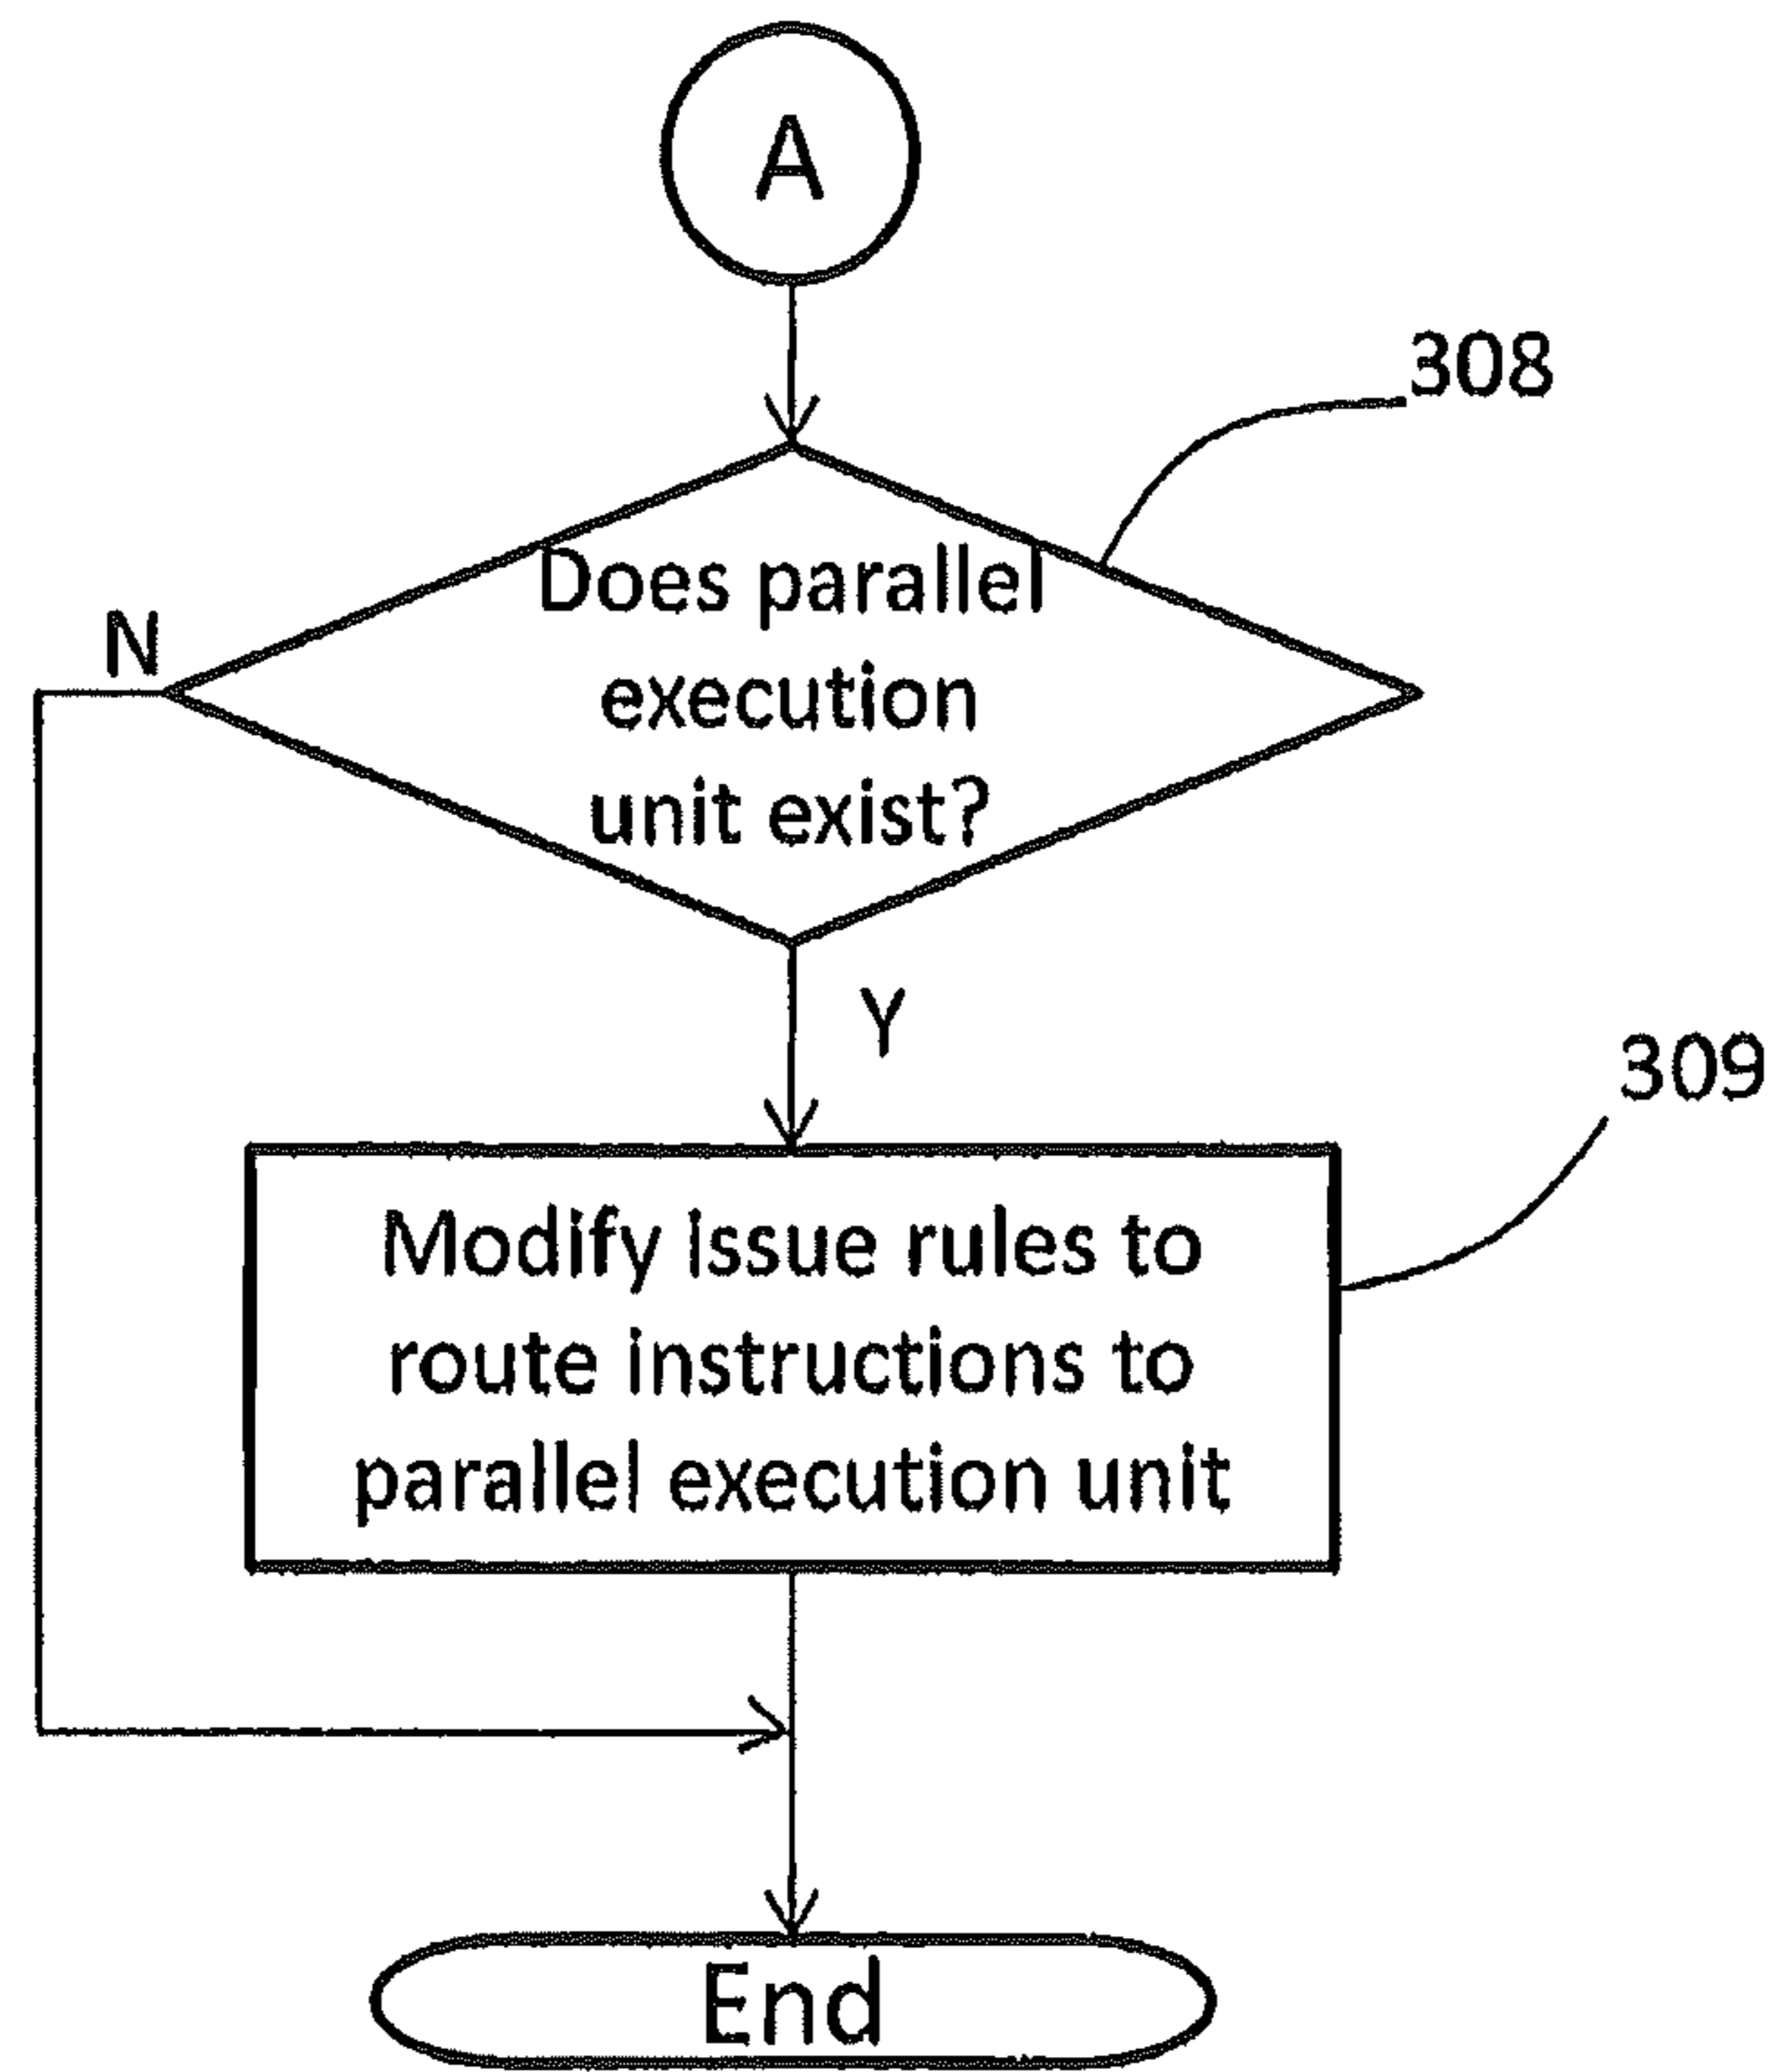 A
308
Does parallel
execution
unit exist?
N
Y
309
Modify issue rules to
route instructions to
parallel execution unit
End